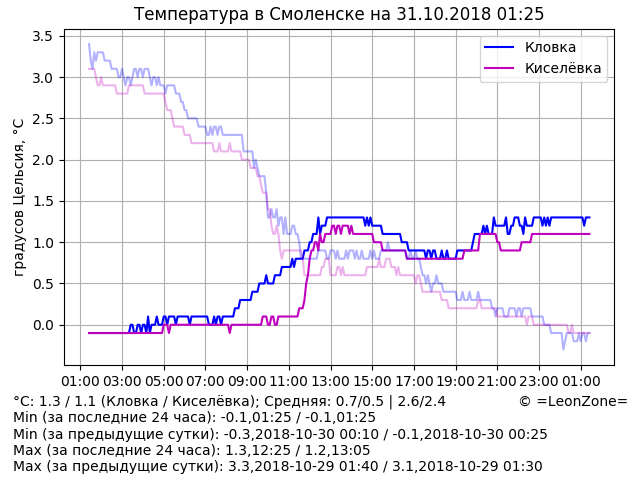 Температура в Смоленске на 31.10.2018 01:25
3.5
3.0
2.5
2.0
1.5
1.0
0.5
0.0
градусов Цельсия, °C
Кловка
Киселёвка
01:00 03:00 05:00 07:00 09:00 11:00 13:00 15:00 17:00 19:00 21:00 23:00 01:00
°C: 1.3 / 1.1 (Кловка / Киселёвка); Средняя: 0.7/0.5 | 2.6/2.4 © =LeonZone=
Min (за последние 24 часа): -0.1,01:25 / -0.1,01:25
Min (за предыдущие сутки): -0.3,2018-10-30 00:10 / -0.1,2018-10-30 00:25
Max (за последние 24 часа): 1.3,12:25 / 1.2,13:05
Max (за предыдущие сутки): 3.3,2018-10-29 01:40 / 3.1,2018-10-29 01:30